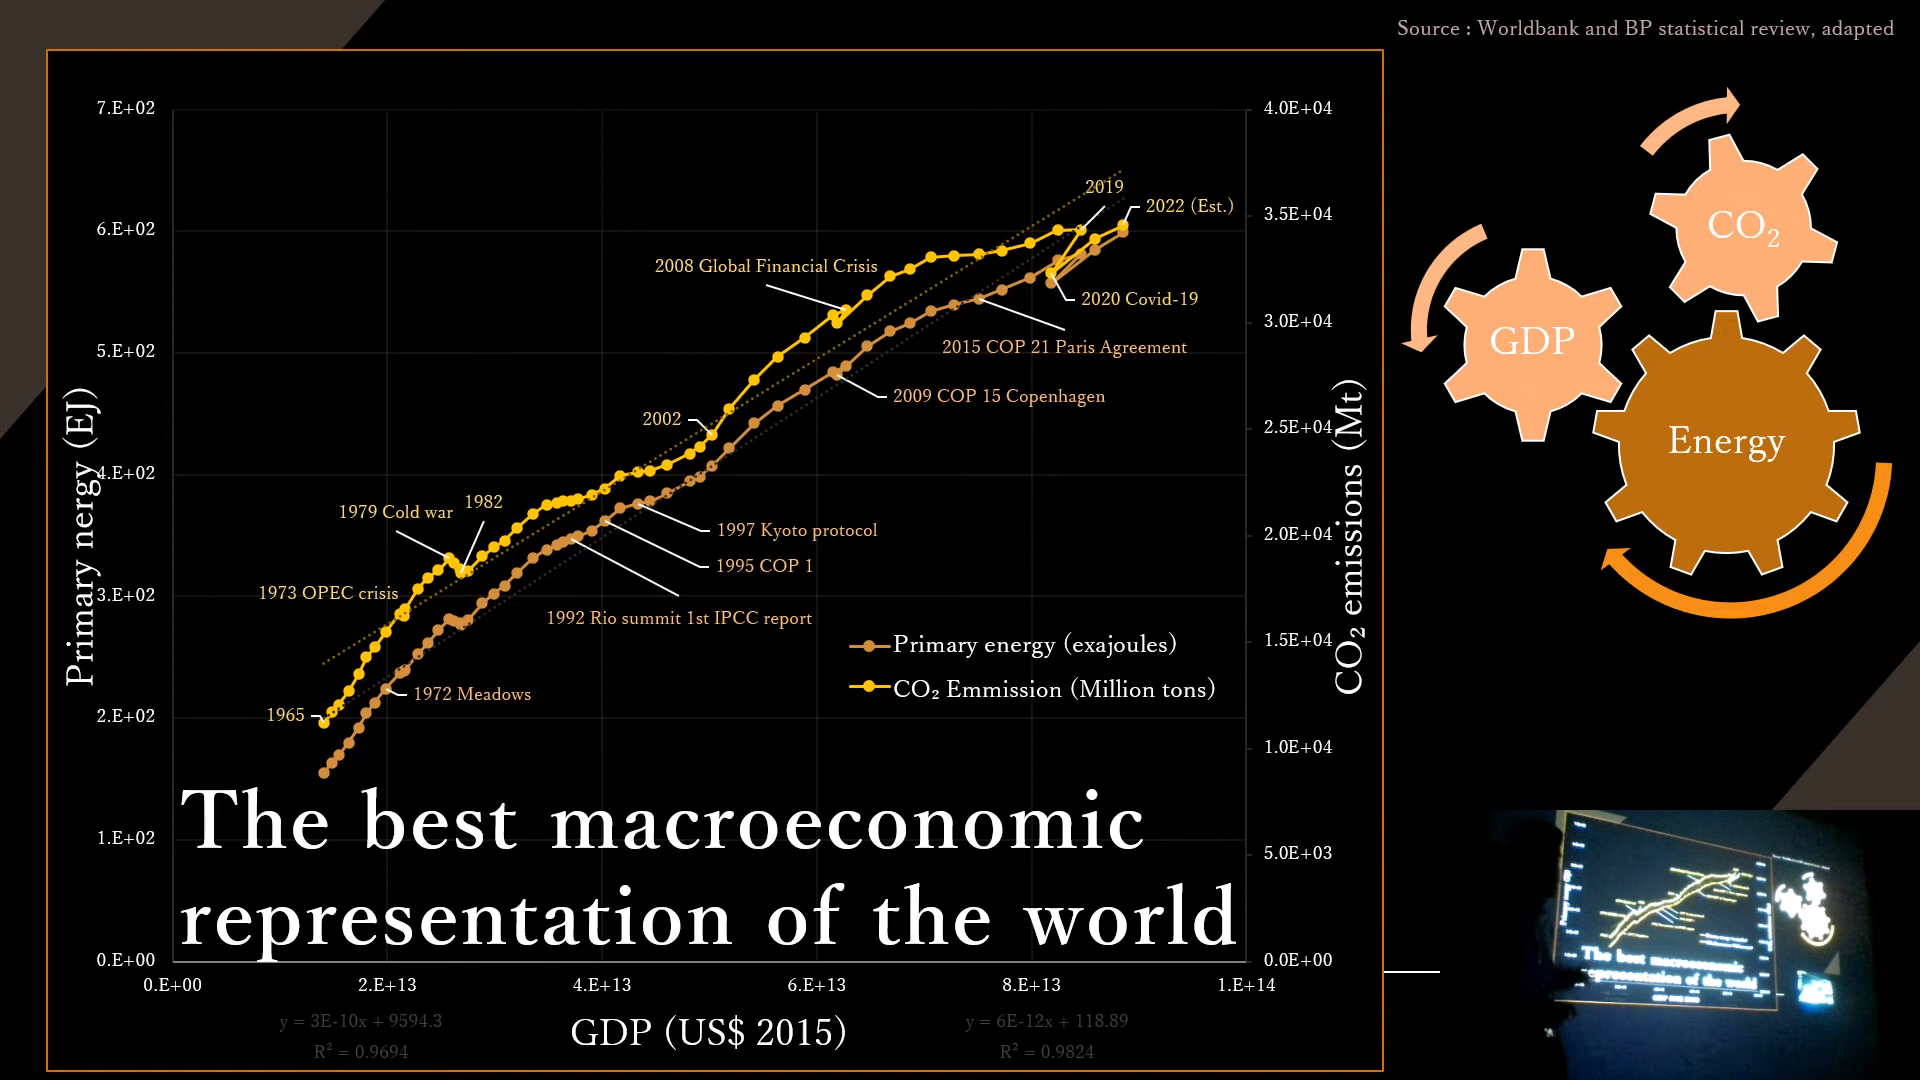 Source : Worldbank and BP statistical review, adapted
7.E+02
6.E+02
5.E+02
4.E+02
3.E+02
2.E+02
1.E+02
0.E+00
Primary nergy (EJ)
4.0E+04
3.5E+04
3.0E+04
2.5E+04
2.0E+04
1.5E+04
1.0E+04
5.0E+03
0.0E+00
CO₂ emissions (Mt)
2019
2022 (Est.)
2008 Global Financial Crisis
2020 Covid-19
2015 COP 21 Paris Agreement
2009 COP 15 Copenhagen
2002
1979 Cold war
1982
1997 Kyoto protocol
1995 COP 1
1973 OPEC crisis
1992 Rio summit 1st IPCC report
1972 Meadows
1965
Primary energy (exajoules)
CO₂ Emmission (Million tons)
The best macroeconomic
representation of the world
0.E+00
2.E+13
4.E+13
6.E+13
8.E+13
1.E+14
GDP (US$ 2015)
y = 3E-10x + 9594.3
R² = 0.9694
y = 6E-12x + 118.89
R² = 0.9824
CO₂
GDP
Energy
The best macroeconomic
representation of the world